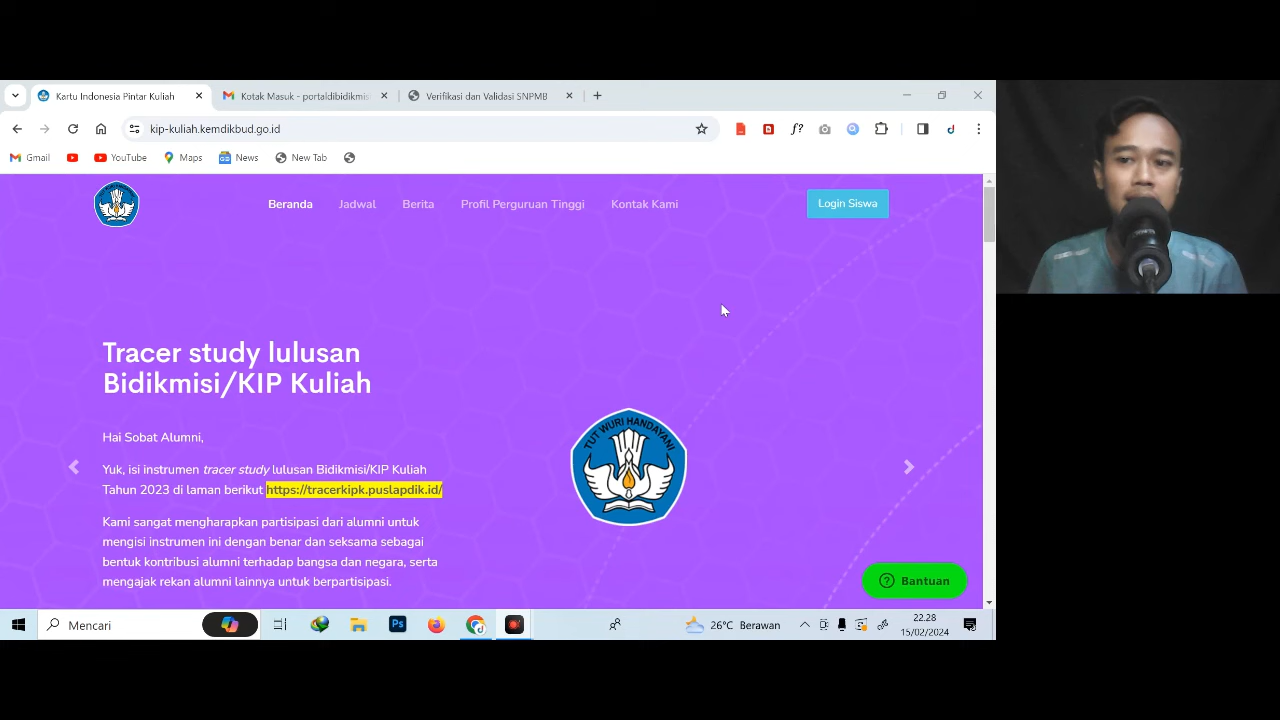 Kartu Indonesia Pintar Kuliah
Kotak Masuk - portaldibidikmis
Verifikasi dan Validasi SNPMB
kip-kuliah.kemdikbud.go.id
Gmail
YouTube
Maps
News
New Tab
Beranda
Jadwal
Berita
Profil Perguruan Tinggi
Kontak Kami
Login Siswa
Tracer study lulusan
Bidikmisi/KIP Kuliah
Hai Sobat Alumni,
Yuk, isi instrumen tracer study lulusan Bidikmisi/KIP Kuliah
Tahun 2023 di laman berikut https://tracerkipk.puslapdik.id/
Kami sangat mengharapkan partisipasi dari alumni untuk
mengisi instrumen ini dengan benar dan seksama sebagai
bentuk kontribusi alumni terhadap bangsa dan negara, serta
mengajak rekan alumni lainnya untuk berpartisipasi.
TUT WURI HANDAYANI
Bantuan
Mencari
Ps
26°C Berawan
22.28
15/02/2024